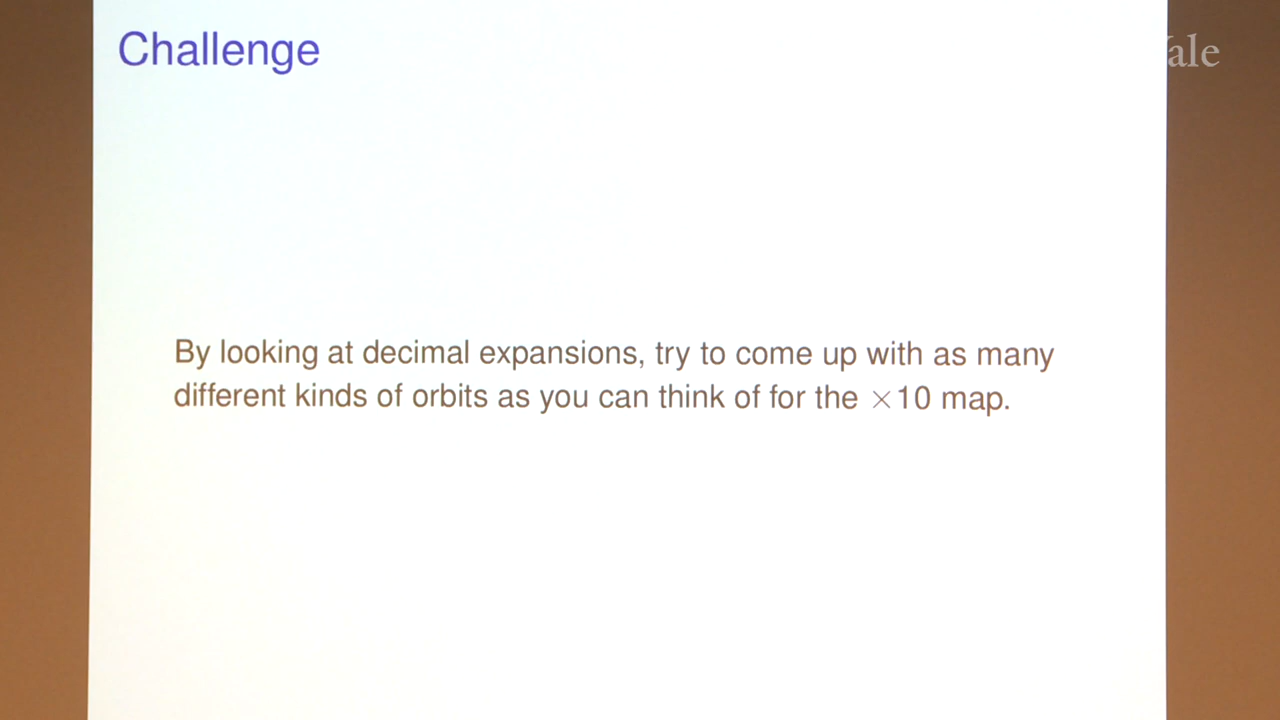 Challenge
ale
By looking at decimal expansions, try to come up with as many
different kinds of orbits as you can think of for the ×10 map.